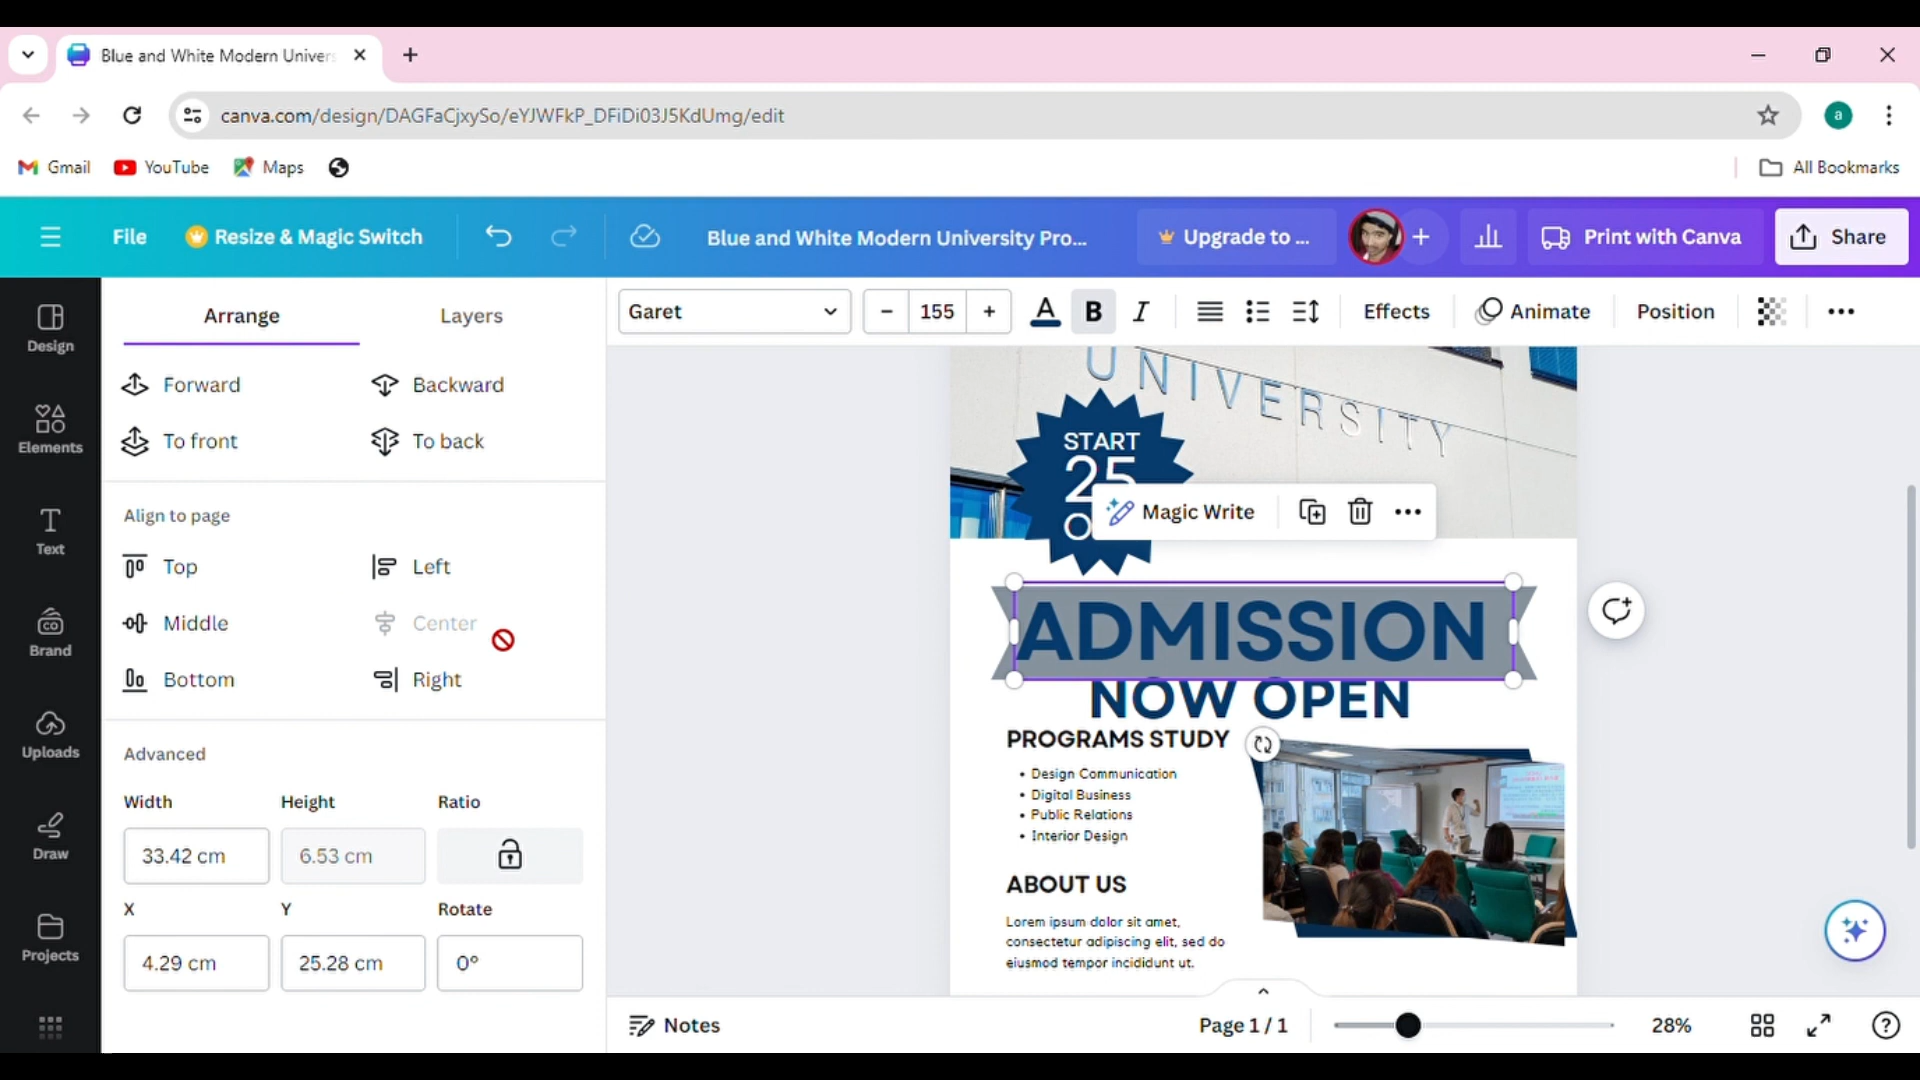 Blue and White Modern Univer
canva.com/design/DAGFaCjxySo/eYJWFkP_DFiDi03J5KdUmg/edit
a
Gmail
YouTube
Maps
All Bookmarks
File
Resize & Magic Switch
Blue and White Modern University Pro...
Upgrade to ...
Print with Canva
Share
Design
Elements
Text
Brand
Uploads
Draw
Projects
Arrange
Layers
Forward
Backward
To front
To back
Align to page
Top
Left
Middle
Center
Bottom
Right
Advanced
Width
Height
Ratio
33.42 cm
6.53 cm
X
Y
Rotate
4.29 cm
25.28 cm
0°
Garet
155
A
B
I
Effects
Animate
Position
UNIVERSITY
START
25
Magic Write
ADMISSION
NOW OPEN
PROGRAMS STUDY
• Design Communication
• Digital Business
• Public Relations
• Interior Design
ABOUT US
Lorem ipsum dolor sit amet,
consectetur adipiscing elit, sed do
eiusmod tempor incididunt ut.
Notes
Page 1 / 1
28%